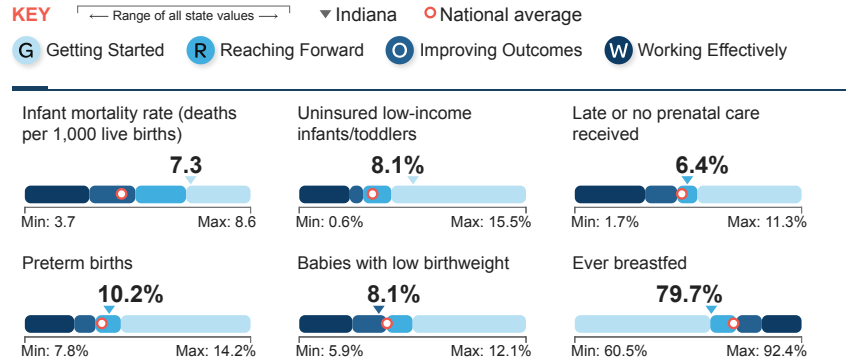 KEY
Range of all state values
Indiana
National average
G Getting Started
R Reaching Forward
O Improving Outcomes
W Working Effectively
Infant mortality rate (deaths
per 1,000 live births)
7.3
Min: 3.7
Max: 8.6
Uninsured low-income
infants/toddlers
8.1%
Min: 0.6%
Max: 15.5%
Late or no prenatal care
received
6.4%
Min: 1.7%
Max: 11.3%
Preterm births
10.2%
Min: 7.8%
Max: 14.2%
Babies with low birthweight
8.1%
Min: 5.9%
Max: 12.1%
Ever breastfed
79.7%
Min: 60.5%
Max: 92.4%